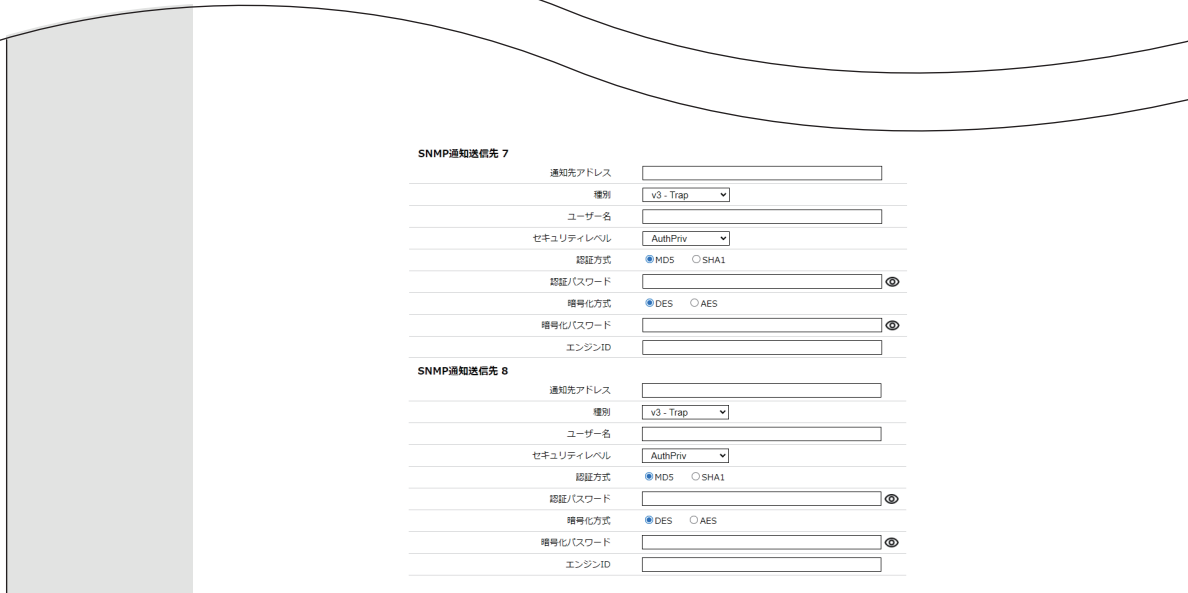 SNMP通知送信先 7
通知先アドレス
種別 v3 - Trap
ユーザー名
セキュリティレベル AuthPriv
認証方式 MD5 SHA1
認証パスワード
暗号化方式 DES AES
暗号化パスワード
エンジンID
SNMP通知送信先 8
通知先アドレス
種別 v3 - Trap
ユーザー名
セキュリティレベル AuthPriv
認証方式 MD5 SHA1
認証パスワード
暗号化方式 DES AES
暗号化パスワード
エンジンID